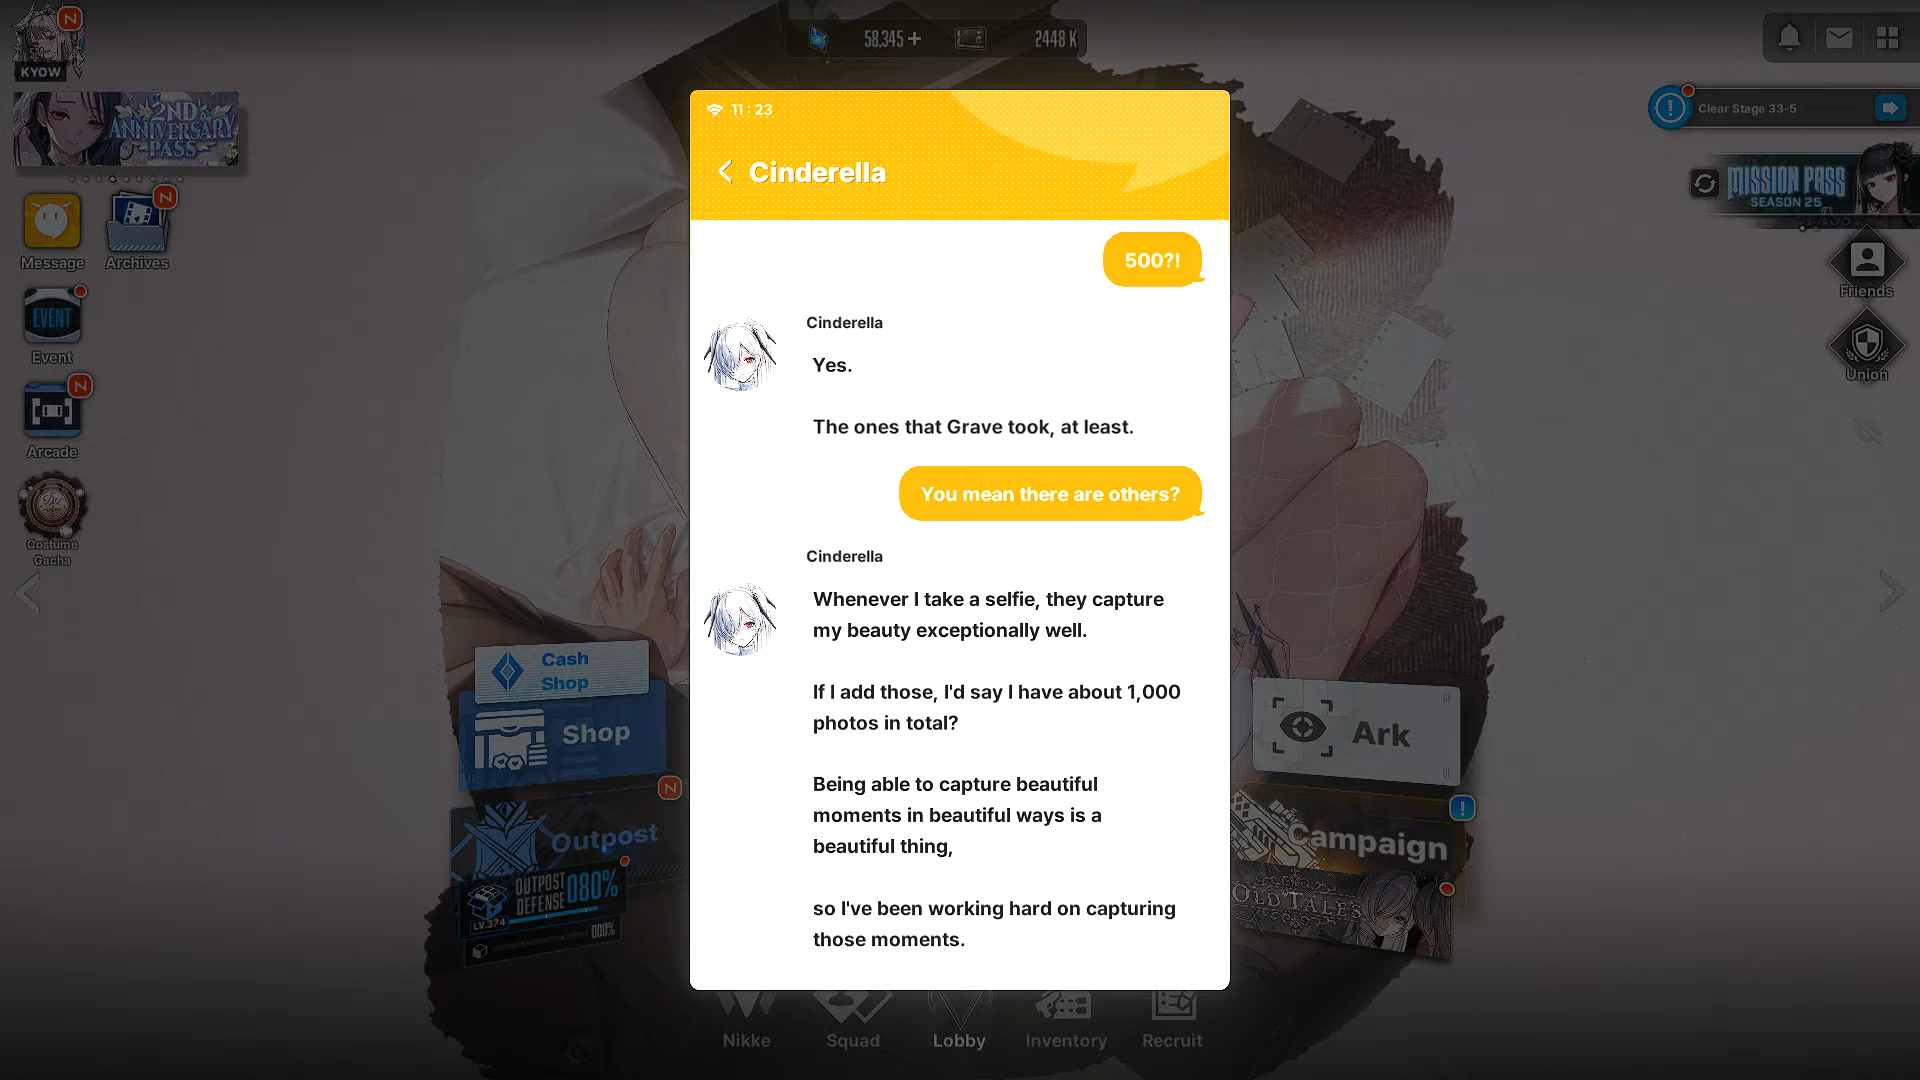 N
KYOW
58,345
2448 K
2ND
ANNIVERSARY
PASS
Clear Stage 33-5
MISSION PASS
SEASON 25
N
Message
Archives
EVENT
Event
N
Arcade
Costume
Gacha
Friends
Union
11 : 23
Cinderella
500?!
Cinderella
Yes.
The ones that Grave took, at least.
You mean there are others?
Cinderella
Whenever I take a selfie, they capture
my beauty exceptionally well.
If I add those, I'd say I have about 1,000
photos in total?
Being able to capture beautiful
moments in beautiful ways is a
beautiful thing,
so I've been working hard on capturing
those moments.
Cash
Shop
Shop
N
Outpost
OUTPOST
DEFENSE
080%
LV.374
000%
Ark
Campaign
OLD TALES
Nikke
Squad
Lobby
Inventory
Recruit